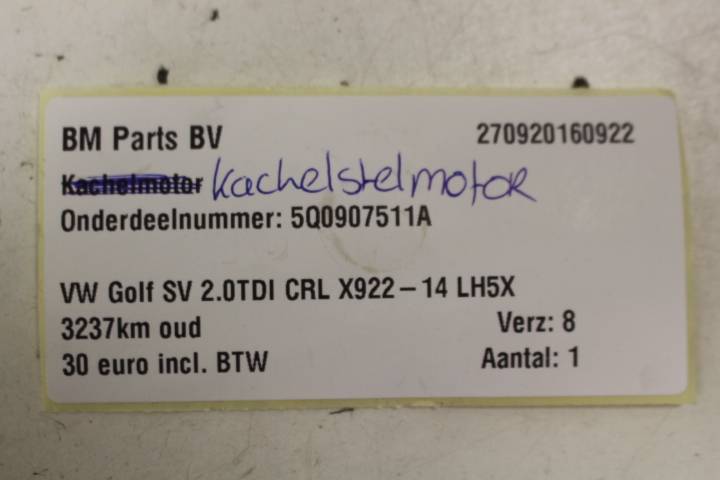 BM Parts BV 270920160922
Kachelmotor Kachelstelmotor
Onderdeelnummer: 5Q0907511A
VW Golf SV 2.0TDI CRL X922-14 LH5X
3237km oud Verz: 8
30 euro incl. BTW Aantal: 1